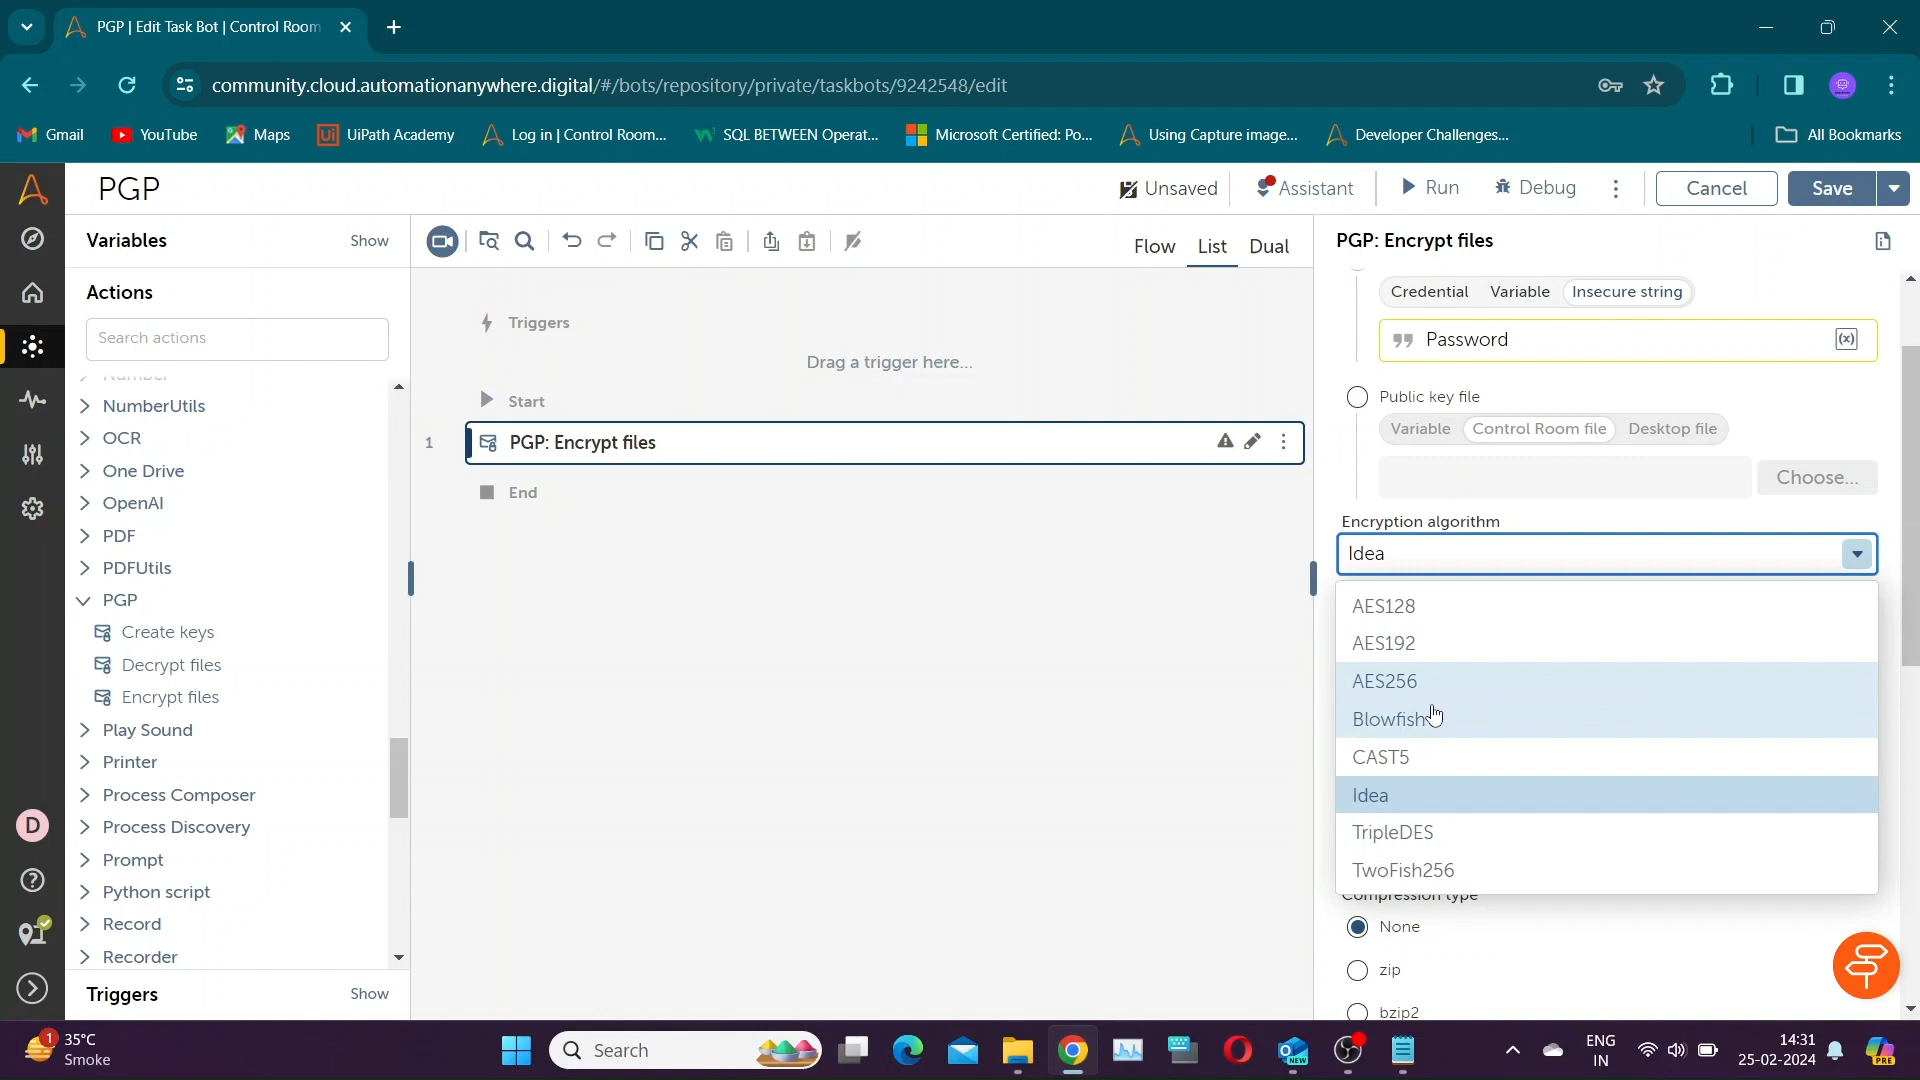 PGP | Edit Task Bot | Control Room
community.cloud.automationanywhere.digital/#/bots/repository/private/taskbots/9242548/edit
Gmail YouTube Maps UiPath Academy Log in | Control Room... SQL BETWEEN Operat... Microsoft Certified: Po... Using Capture image... Developer Challenges... All Bookmarks
PGP Unsaved Assistant Run Debug Cancel Save
Variables Show
Flow List Dual
PGP: Encrypt files
Actions
Search actions
NumberUtils
OCR
One Drive
OpenAI
PDF
PDFUtils
PGP
Create keys
Decrypt files
Encrypt files
Play Sound
Printer
Process Composer
Process Discovery
Prompt
Python script
Record
Recorder
Triggers Show
Triggers
Drag a trigger here...
Start
1 PGP: Encrypt files
End
Credential Variable Insecure string
Password (x)
Public key file
Variable Control Room file Desktop file
Choose...
Encryption algorithm
Idea
AES128
AES192
AES256
Blowfish
CAST5
Idea
TripleDES
TwoFish256
Compression type
None
zip
bzip2
D
1
35°C
Smoke
Search
NEW
ENG
IN
14:31
25-02-2024
PRE